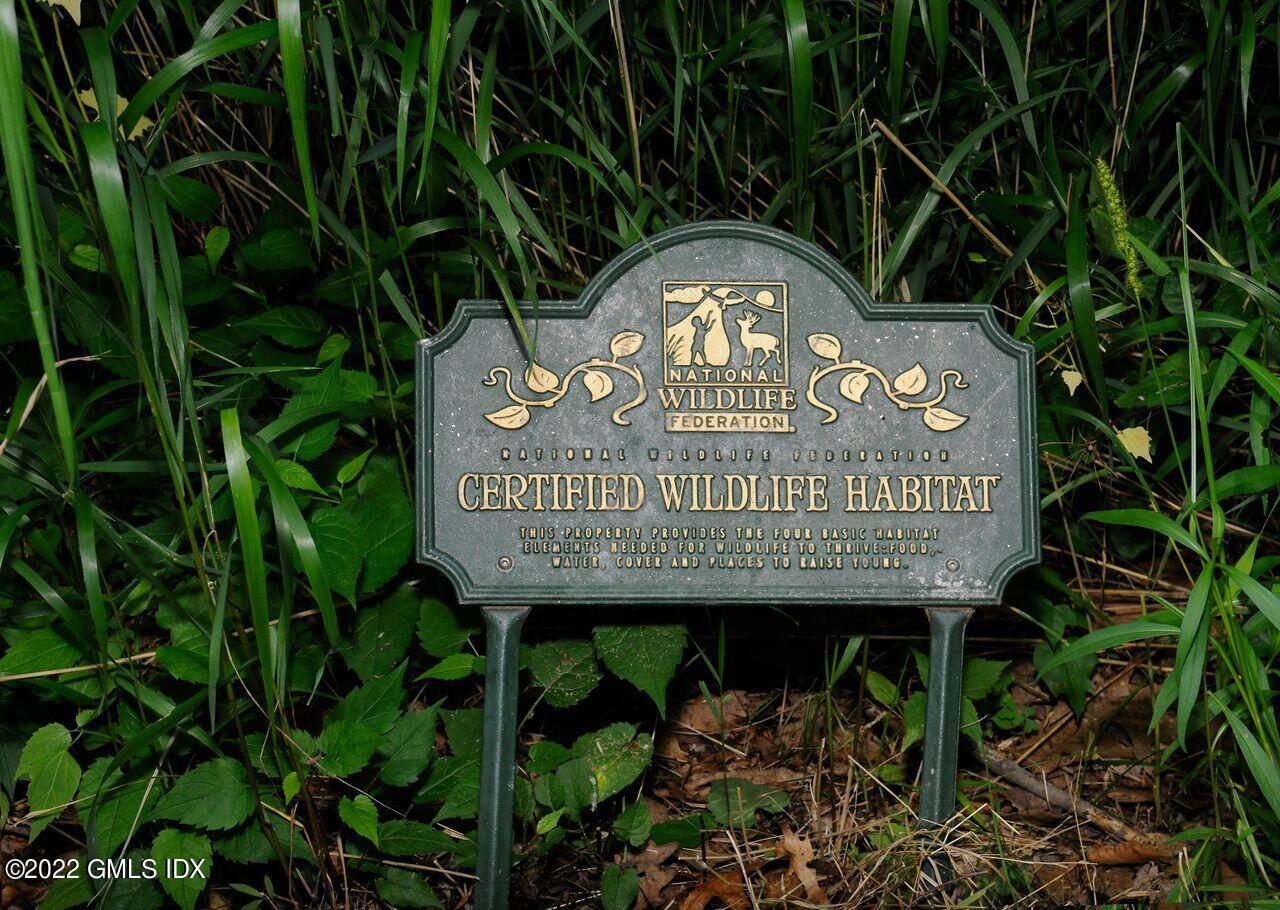 NATIONAL
WILDLIFE
FEDERATION
NATIONAL WILDLIFE FEDERATION
CERTIFIED WILDLIFE HABITAT
THIS PROPERTY PROVIDES THE FOUR BASIC HABITAT
ELEMENTS NEEDED FOR WILDLIFE TO THRIVE: FOOD,
WATER, COVER AND PLACES TO RAISE YOUNG.
©2022 GMLS IDX